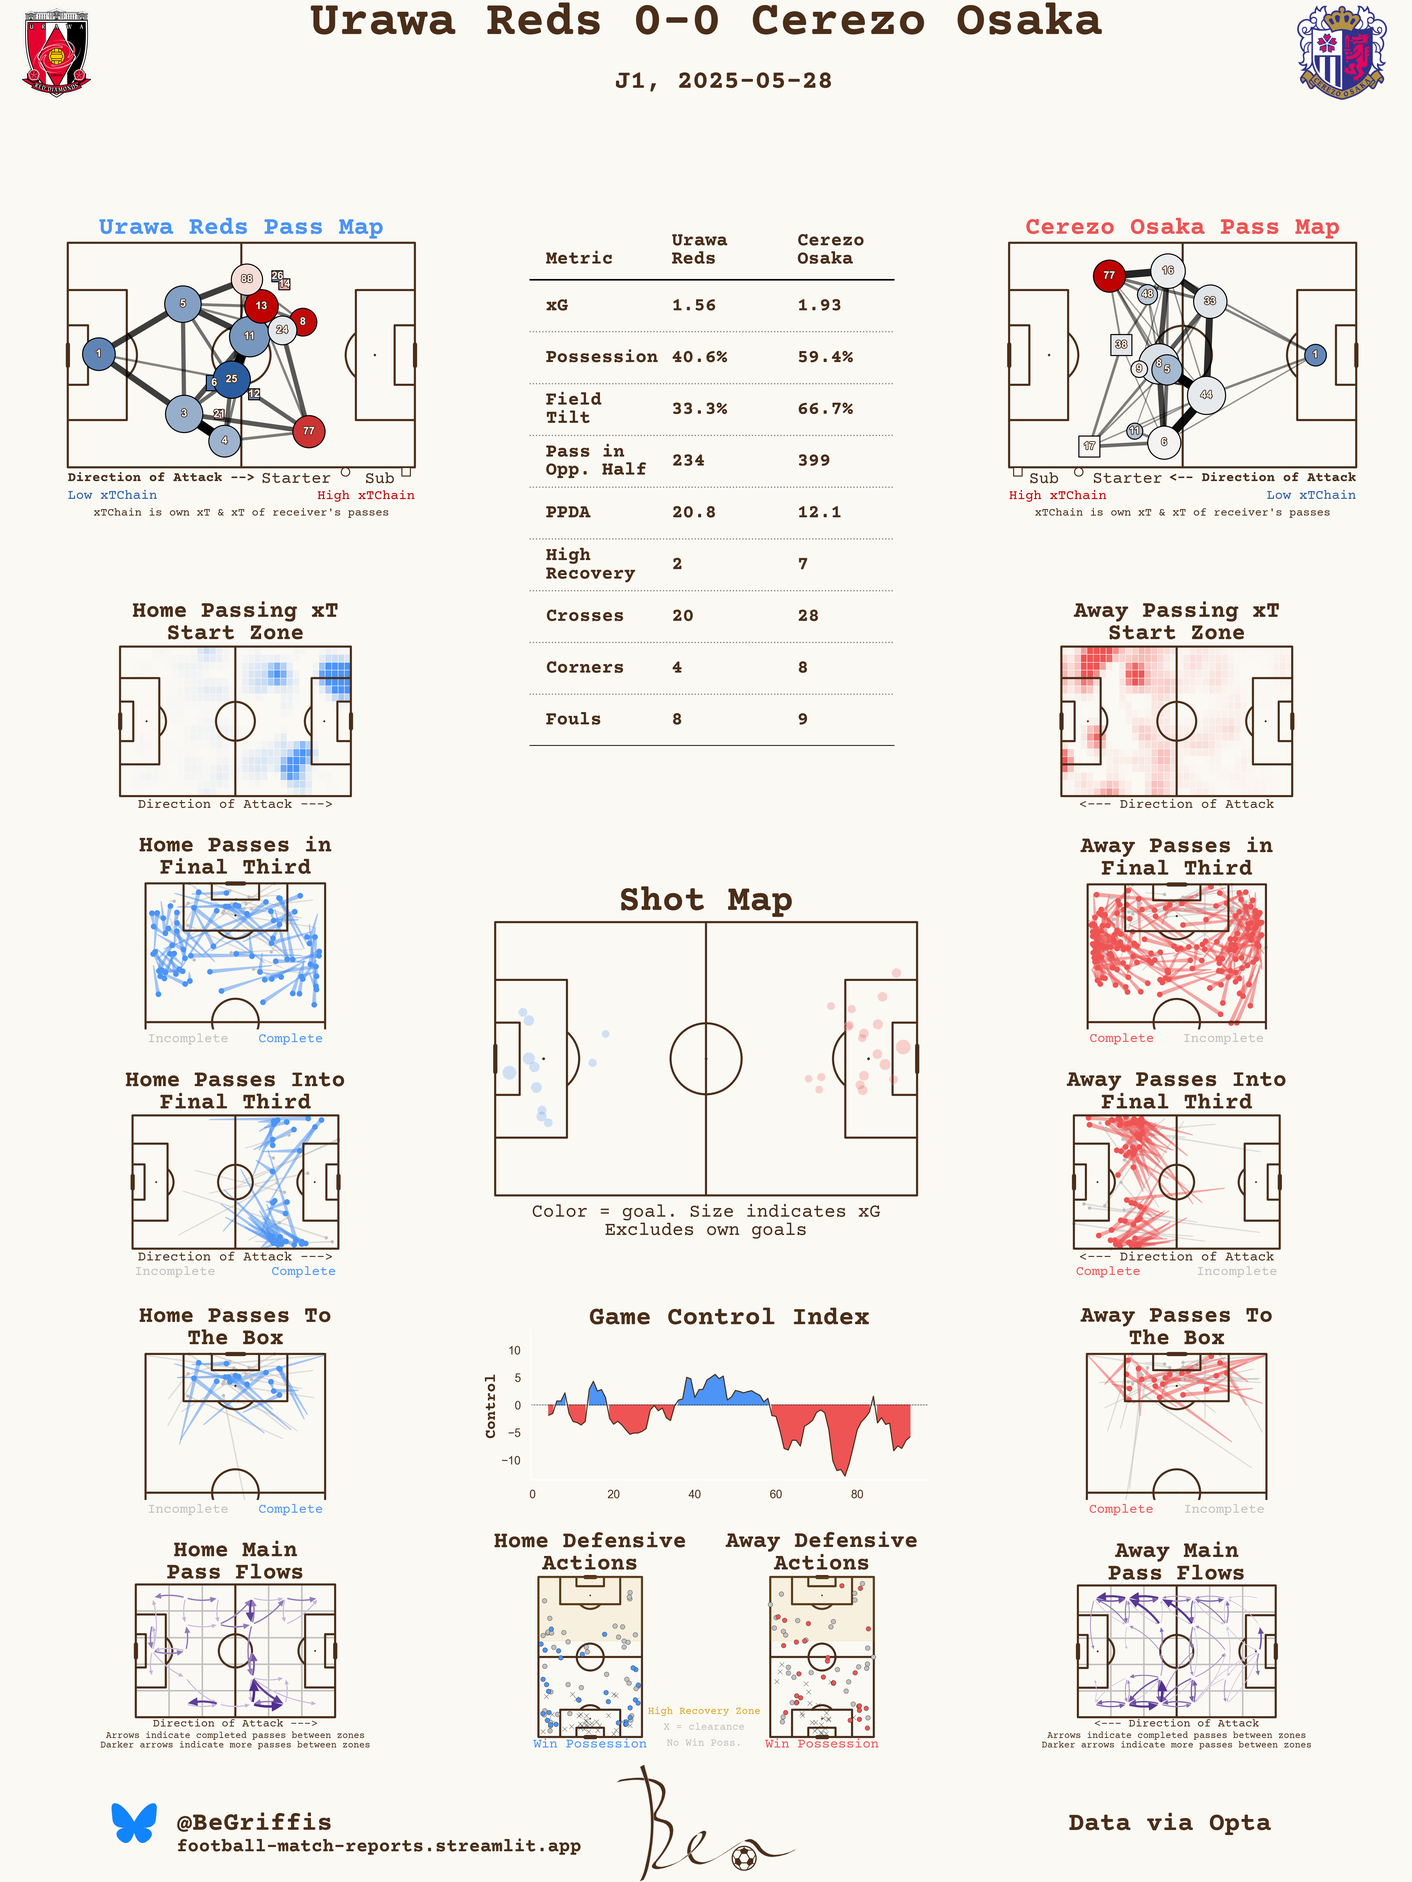 Urawa Reds 0-0 Cerezo Osaka
J1, 2025-05-28
URAWA
RED DIAMONDS
CEREZO OSAKA
Urawa Reds Pass Map
88
26
14
5
13
8
11
24
1
25
6
12
3
21
4
77
Direction of Attack --> Starter Sub
Low xTChain High xTChain
xTChain is own xT & xT of receiver's passes
Metric Urawa Reds Cerezo Osaka
xG 1.56 1.93
Possession 40.6% 59.4%
Field Tilt 33.3% 66.7%
Pass in Opp. Half 234 399
PPDA 20.8 12.1
High Recovery 2 7
Crosses 20 28
Corners 4 8
Fouls 8 9
Cerezo Osaka Pass Map
77
16
48
33
38
1
8
9
5
44
11
17
6
Sub Starter <-- Direction of Attack
High xTChain Low xTChain
xTChain is own xT & xT of receiver's passes
Home Passing xT
Start Zone
Direction of Attack --->
Away Passing xT
Start Zone
<--- Direction of Attack
Home Passes in
Final Third
Incomplete Complete
Away Passes in
Final Third
Complete Incomplete
Shot Map
Color = goal. Size indicates xG
Excludes own goals
Home Passes Into
Final Third
Direction of Attack --->
Incomplete Complete
Away Passes Into
Final Third
<--- Direction of Attack
Complete Incomplete
Home Passes To
The Box
Incomplete Complete
Game Control Index
Control
10
5
0
−5
−10
0 20 40 60 80
Away Passes To
The Box
Complete Incomplete
Home Main
Pass Flows
Direction of Attack --->
Arrows indicate completed passes between zones
Darker arrows indicate more passes between zones
Home Defensive
Actions
Win Possession
High Recovery Zone
X = clearance
No Win Poss.
Away Defensive
Actions
Win Possession
Away Main
Pass Flows
<--- Direction of Attack
Arrows indicate completed passes between zones
Darker arrows indicate more passes between zones
@BeGriffis
football-match-reports.streamlit.app
Ben
Data via Opta